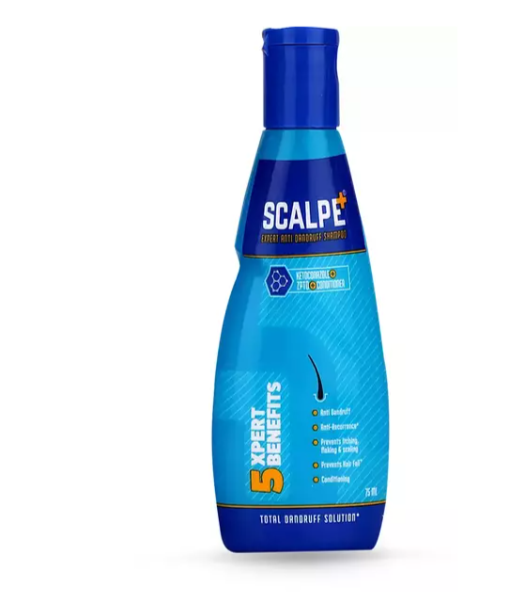 SCALPE+
EXPERT ANTI DANDRUFF SHAMPOO
KETOCONAZOLE +
ZPTO + CONDITIONER
5 XPERT
BENEFITS
Anti Dandruff
Anti-Recurrence*
Prevents Itching,
flaking & scaling
Prevents Hair Fall*
Conditioning
75 ml
TOTAL DANDRUFF SOLUTION*